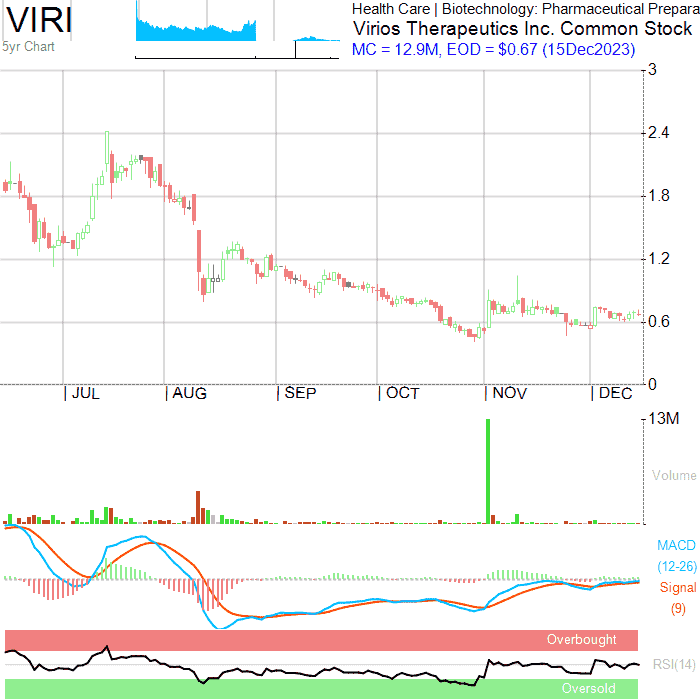 VIRI
5yr Chart
Health Care | Biotechnology: Pharmaceutical Prepara
Virios Therapeutics Inc. Common Stock
MC = 12.9M, EOD = $0.67 (15Dec2023)
3
2.4
1.8
1.2
0.6
0
| JUL | AUG | SEP | OCT | NOV | DEC
13M
Volume
MACD
(12-26)
Signal
(9)
Overbought
RSI(14)
Oversold